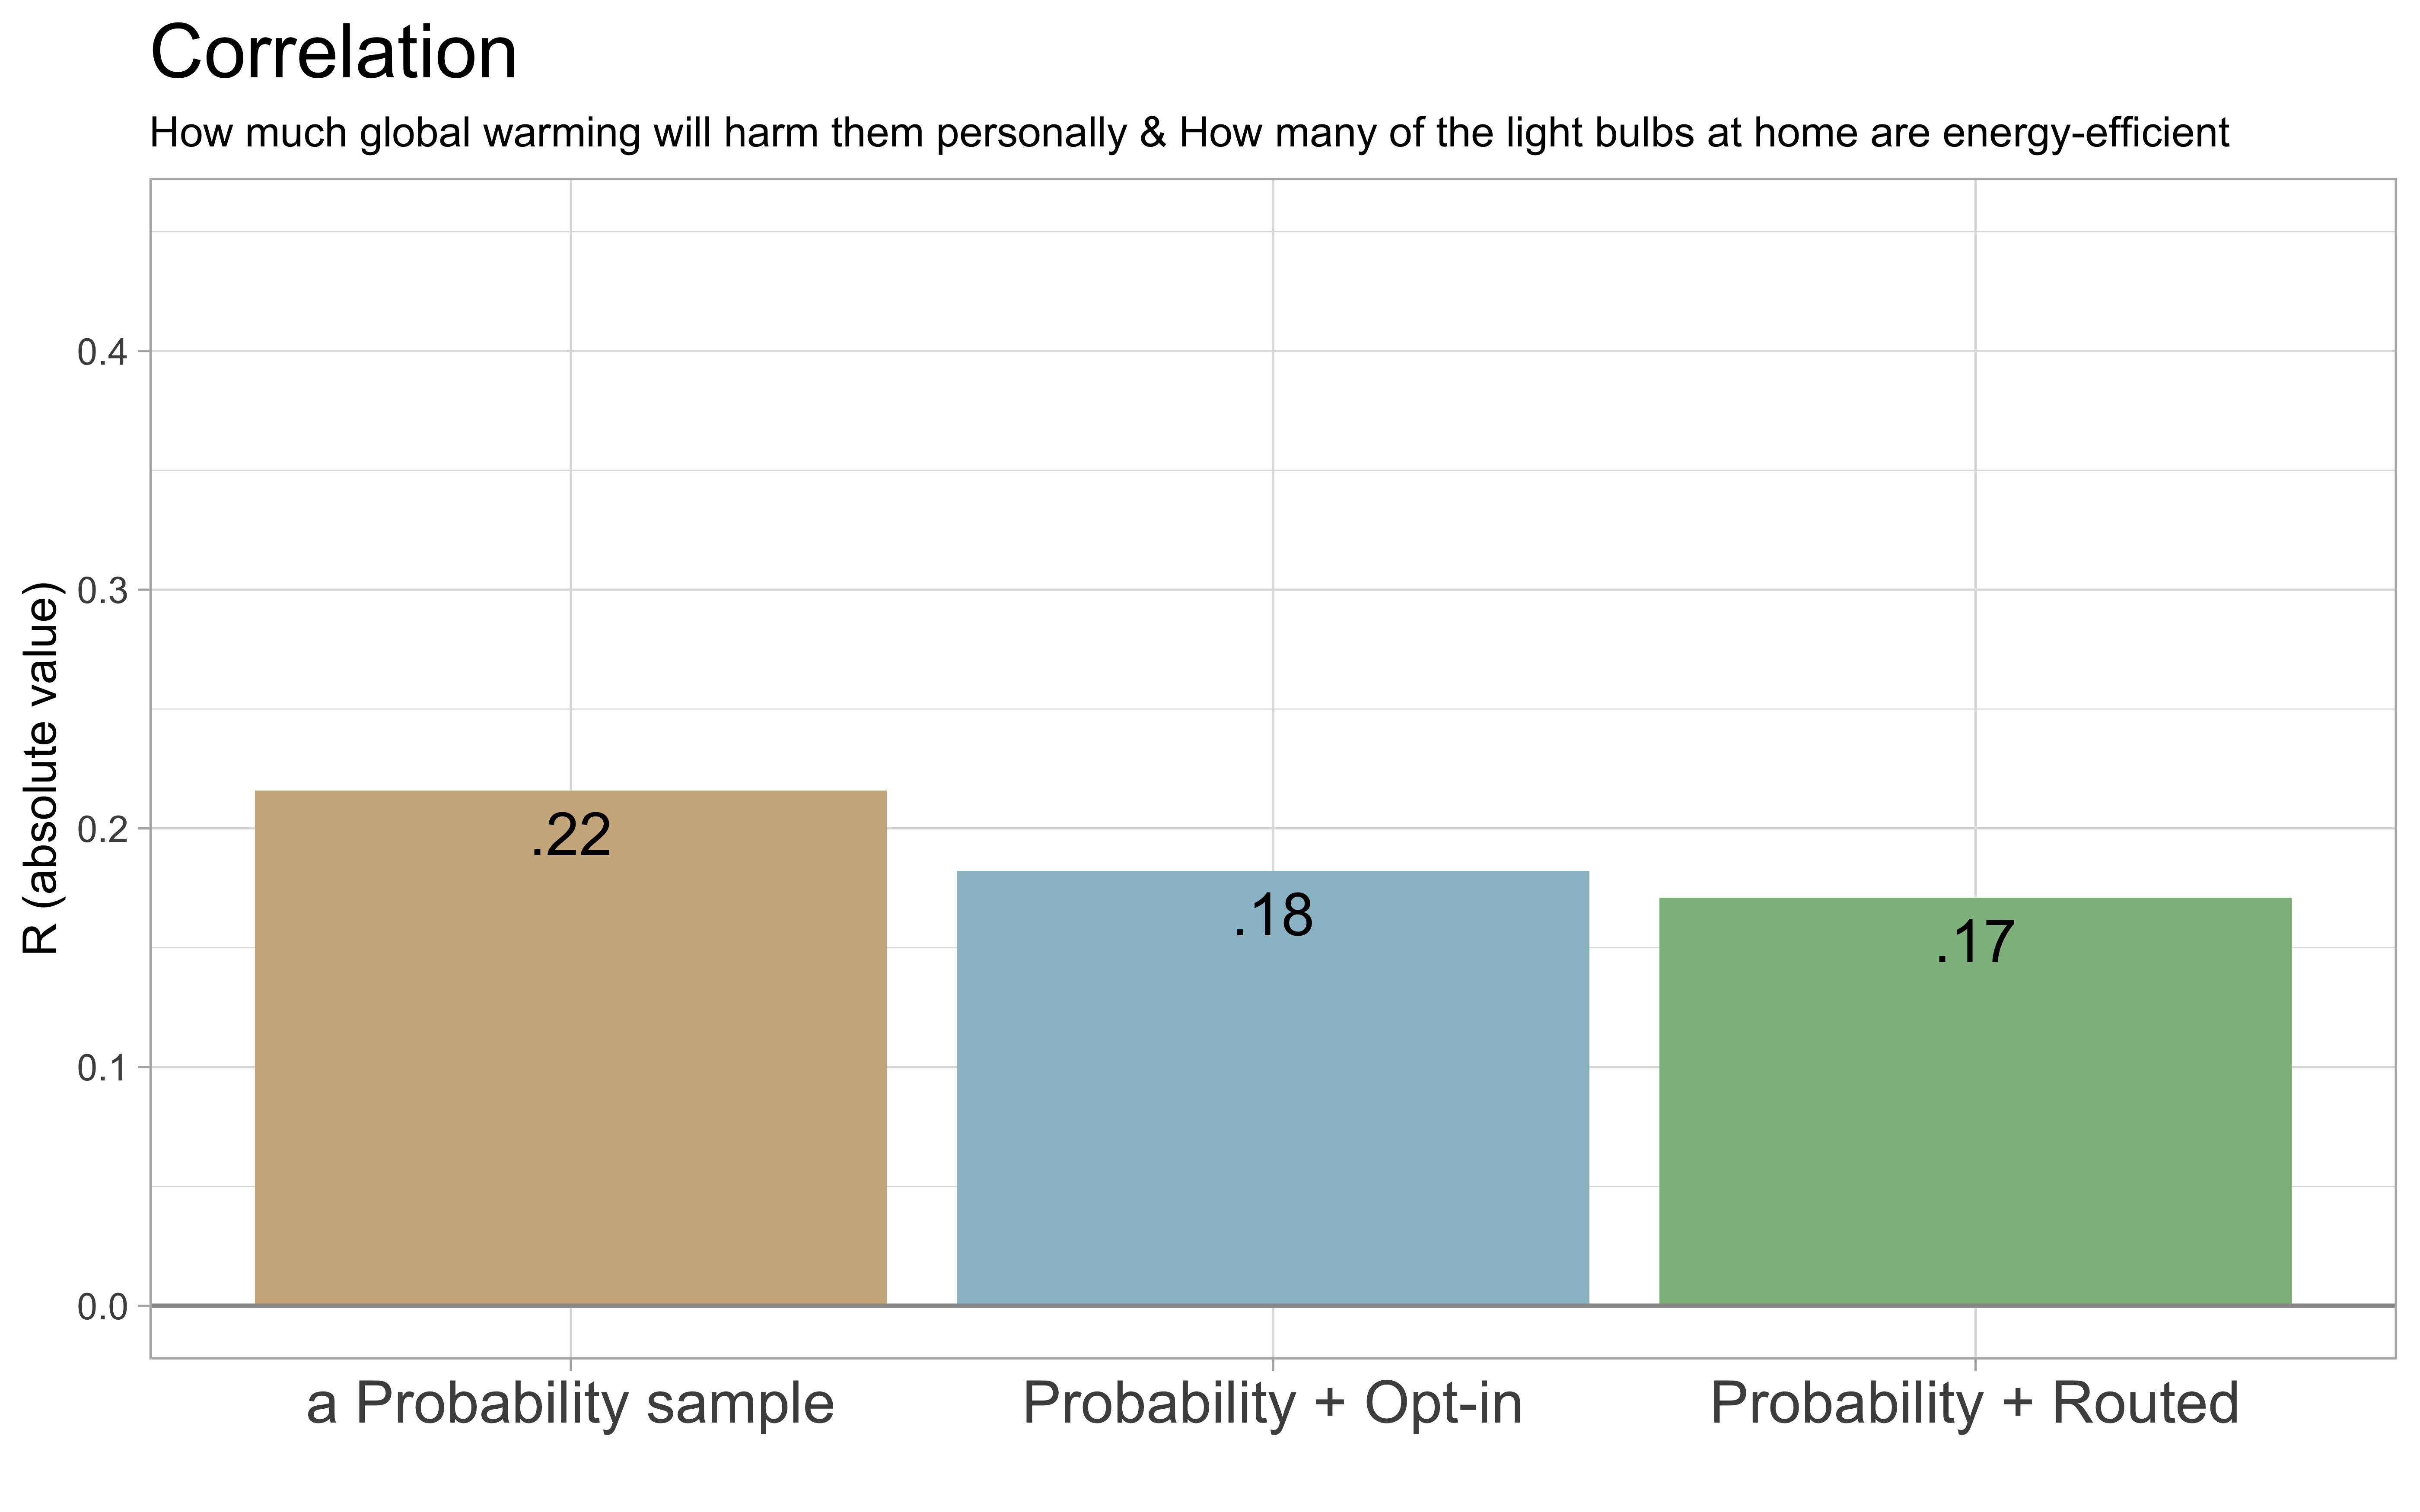 Correlation
How much global warming will harm them personally & How many of the light bulbs at home are energy-efficient
R (absolute value)
0.4
0.3
0.2
0.1
0.0
.22
.18
.17
a Probability sample
Probability + Opt-in
Probability + Routed